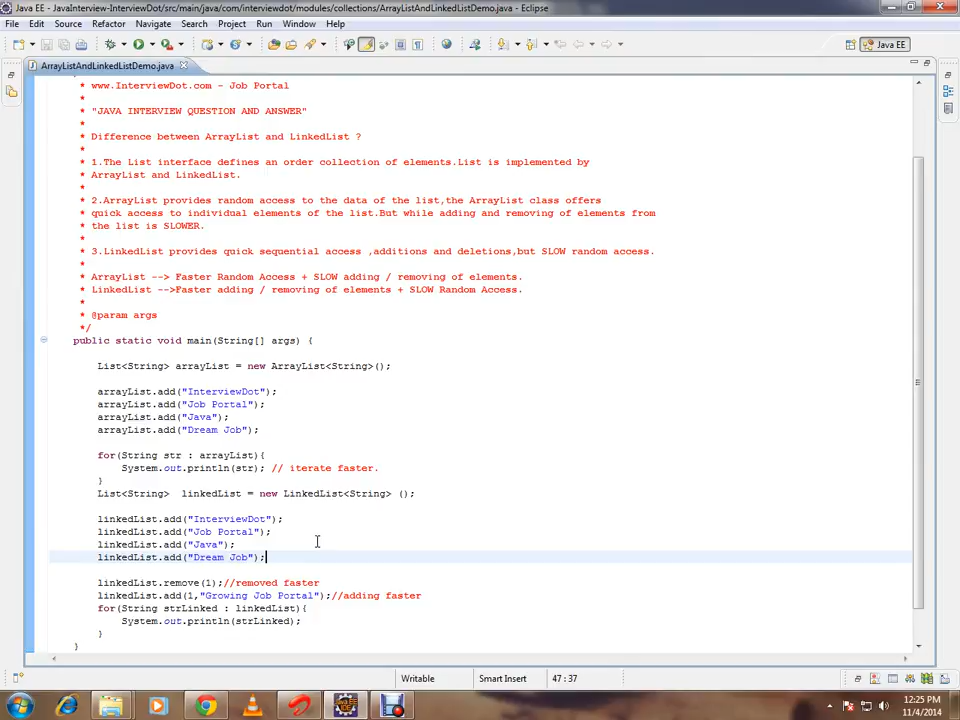 Java EE - JavaInterview-InterviewDot/src/main/java/com/interviewdot/modules/collections/ArrayListAndLinkedListDemo.java - Eclipse
File Edit Source Refactor Navigate Search Project Run Window Help
Java EE
ArrayListAndLinkedListDemo.java
* www.InterviewDot.com - Job Portal
*
* "JAVA INTERVIEW QUESTION AND ANSWER"
*
* Difference between ArrayList and LinkedList ?
*
* 1.The List interface defines an order collection of elements.List is implemented by
* ArrayList and LinkedList.
*
* 2.ArrayList provides random access to the data of the list,the ArrayList class offers
* quick access to individual elements of the list.But while adding and removing of elements from
* the list is SLOWER.
*
* 3.LinkedList provides quick sequential access ,additions and deletions,but SLOW random access.
*
* ArrayList --> Faster Random Access + SLOW adding / removing of elements.
* LinkedList -->Faster adding / removing of elements + SLOW Random Access.
*
* @param args
*/
public static void main(String[] args) {
List<String> arrayList = new ArrayList<String>();
arrayList.add("InterviewDot");
arrayList.add("Job Portal");
arrayList.add("Java");
arrayList.add("Dream Job");
for(String str : arrayList){
System.out.println(str); // iterate faster.
}
List<String>  linkedList = new LinkedList<String> ();
linkedList.add("InterviewDot");
linkedList.add("Job Portal");
linkedList.add("Java");
linkedList.add("Dream Job");
linkedList.remove(1);//removed faster
linkedList.add(1,"Growing Job Portal");//adding faster
for(String strLinked : linkedList){
System.out.println(strLinked);
}
}
Writable Smart Insert 47 : 37
12:25 PM
11/4/2014